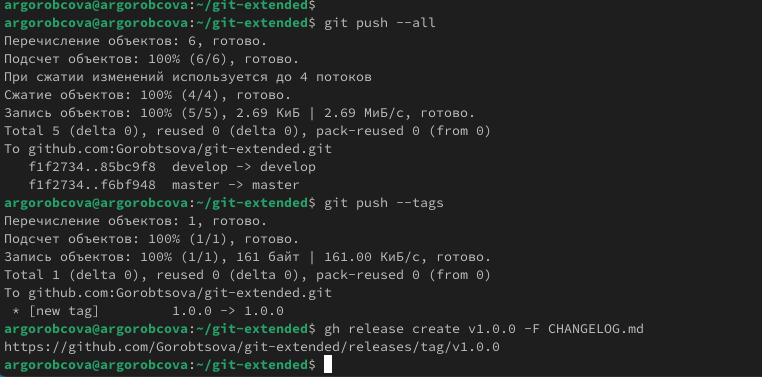 argorobcova@argorobcova:~/git-extended$
argorobcova@argorobcova:~/git-extended$ git push --all
Перечисление объектов: 6, готово.
Подсчет объектов: 100% (6/6), готово.
При сжатии изменений используется до 4 потоков
Сжатие объектов: 100% (4/4), готово.
Запись объектов: 100% (5/5), 2.69 КиБ | 2.69 МиБ/с, готово.
Total 5 (delta 0), reused 0 (delta 0), pack-reused 0 (from 0)
To github.com:Gorobtsova/git-extended.git
   f1f2734..85bc9f8  develop -> develop
   f1f2734..f6bf948  master -> master
argorobcova@argorobcova:~/git-extended$ git push --tags
Перечисление объектов: 1, готово.
Подсчет объектов: 100% (1/1), готово.
Запись объектов: 100% (1/1), 161 байт | 161.00 КиБ/с, готово.
Total 1 (delta 0), reused 0 (delta 0), pack-reused 0 (from 0)
To github.com:Gorobtsova/git-extended.git
 * [new tag]         1.0.0 -> 1.0.0
argorobcova@argorobcova:~/git-extended$ gh release create v1.0.0 -F CHANGELOG.md
https://github.com/Gorobtsova/git-extended/releases/tag/v1.0.0
argorobcova@argorobcova:~/git-extended$